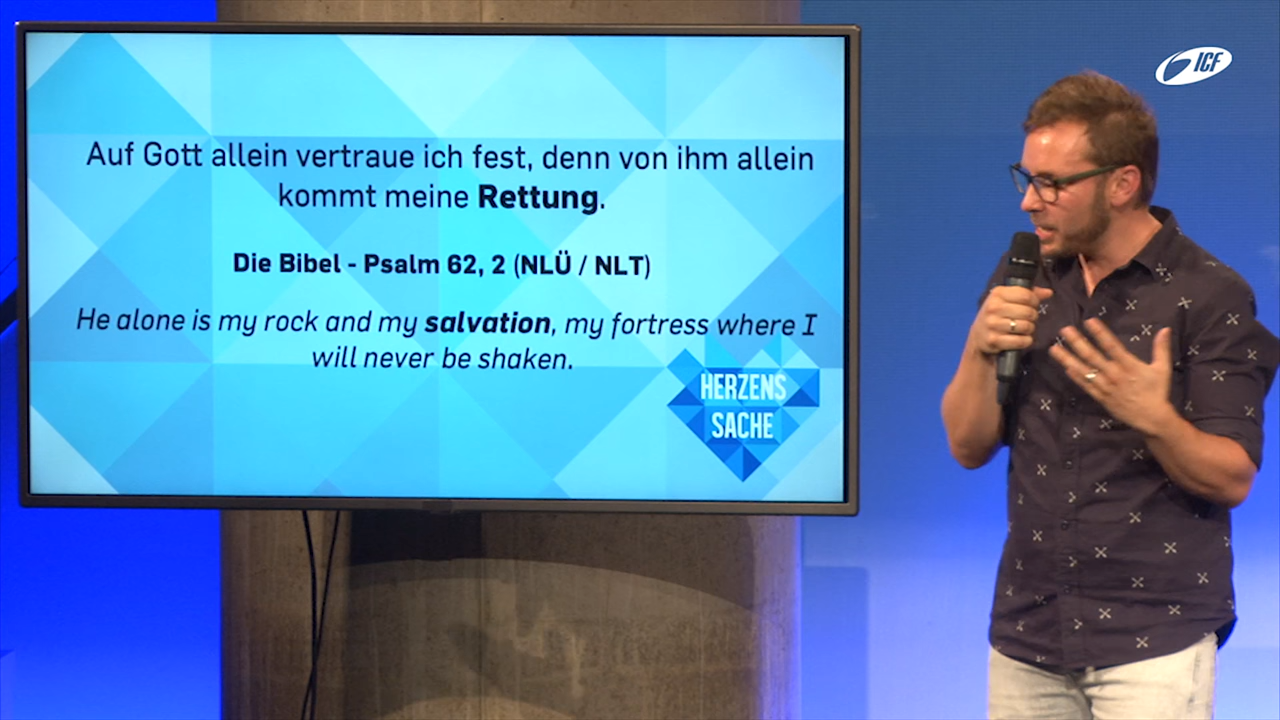 ICF
Auf Gott allein vertraue ich fest, denn von ihm allein
kommt meine Rettung.
Die Bibel - Psalm 62, 2 (NLÜ / NLT)
He alone is my rock and my salvation, my fortress where I
will never be shaken.
HERZENS
SACHE